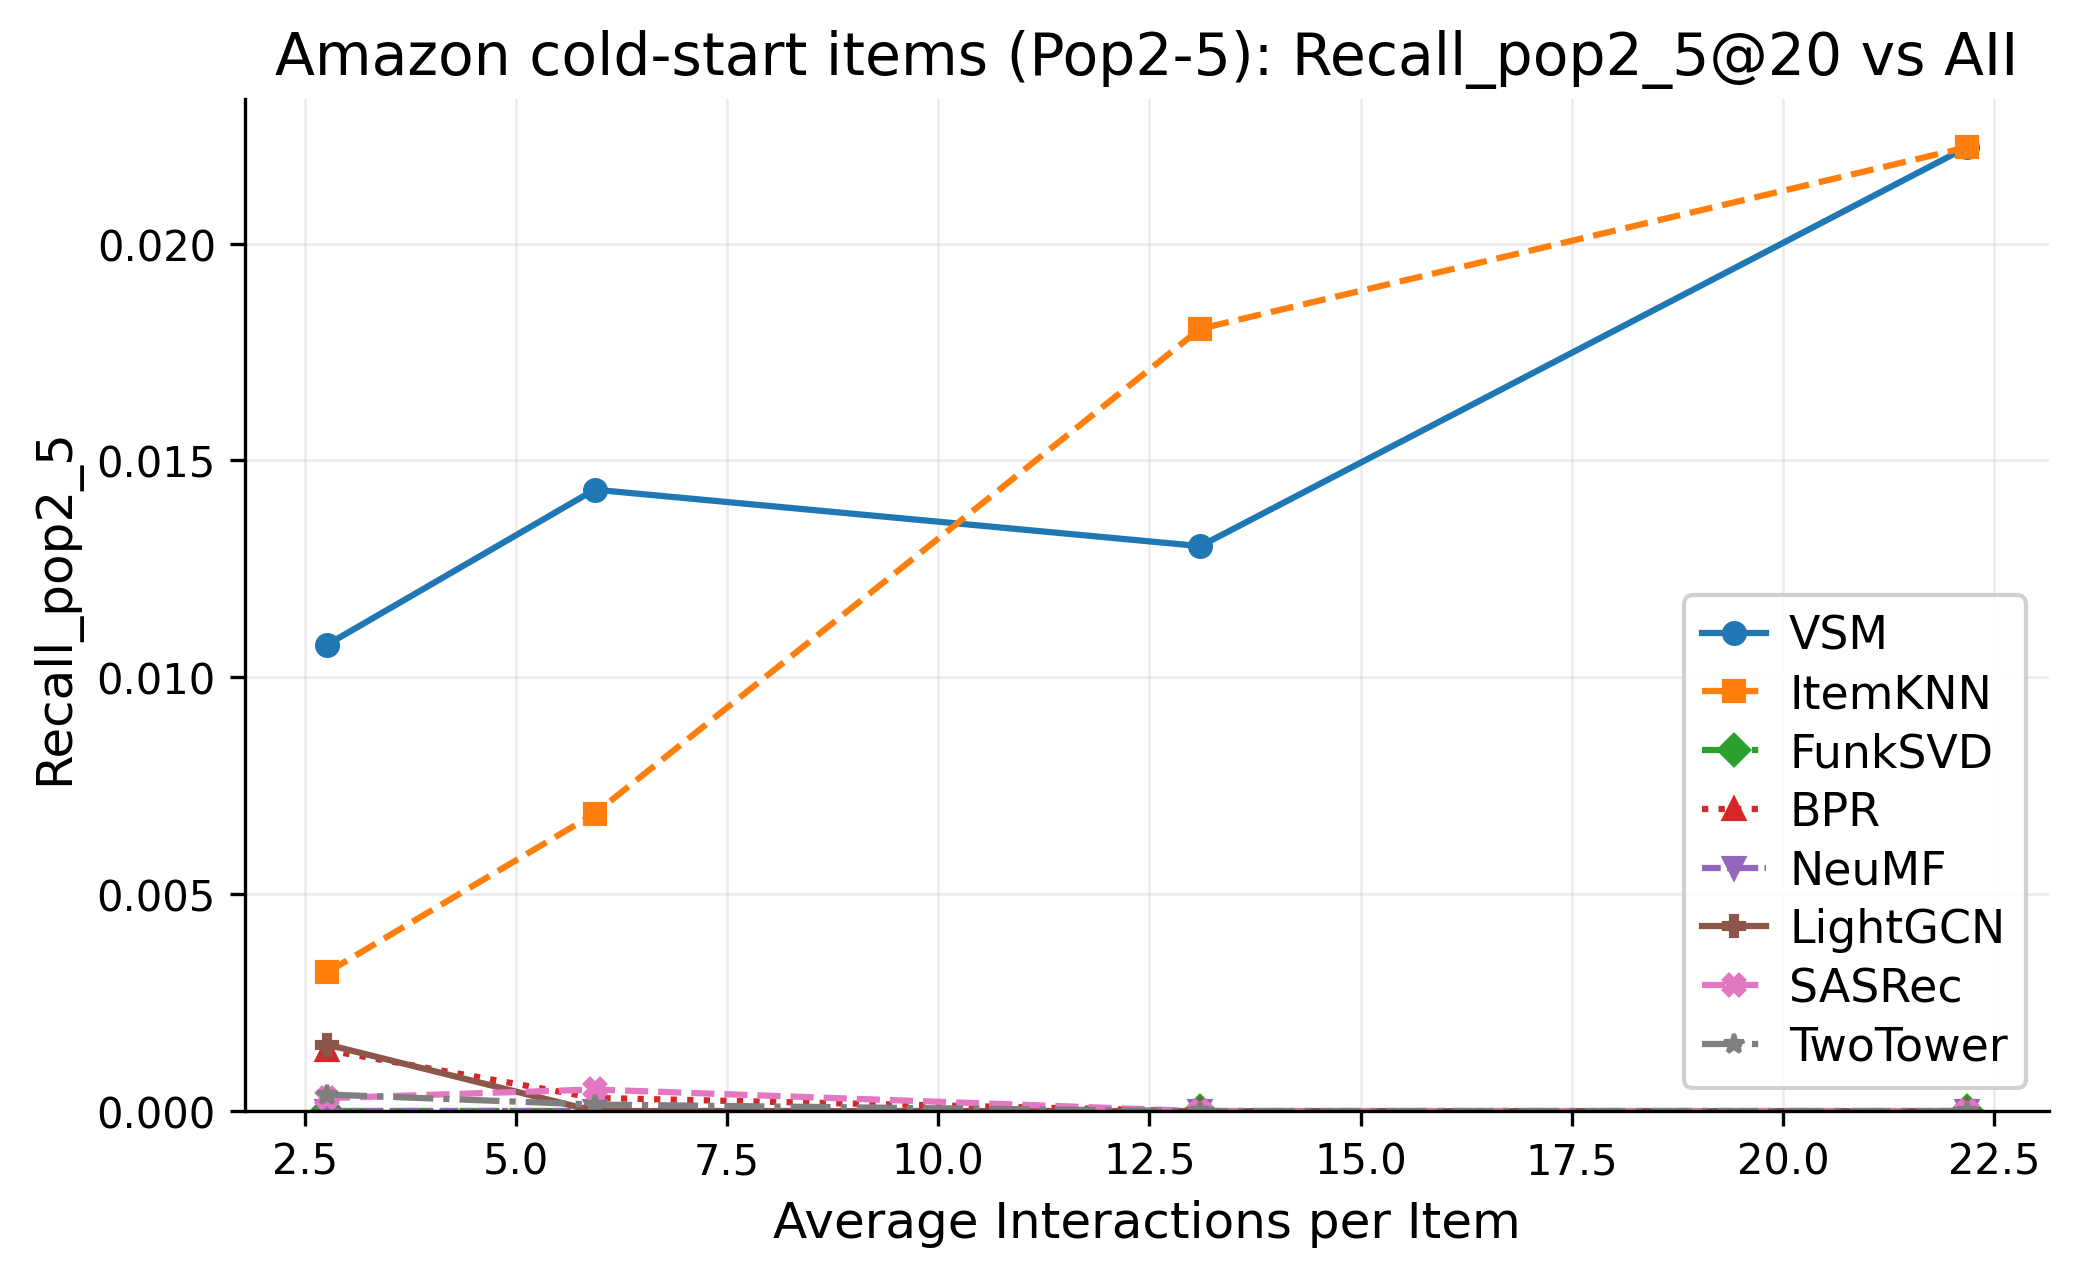 Amazon cold-start items (Pop2-5): Recall_pop2_5@20 vs AII
Recall_pop2_5
0.020
0.015
0.010
0.005
0.000
2.5
5.0
7.5
10.0
12.5
15.0
17.5
20.0
22.5
Average Interactions per Item
VSM
ItemKNN
FunkSVD
BPR
NeuMF
LightGCN
SASRec
TwoTower